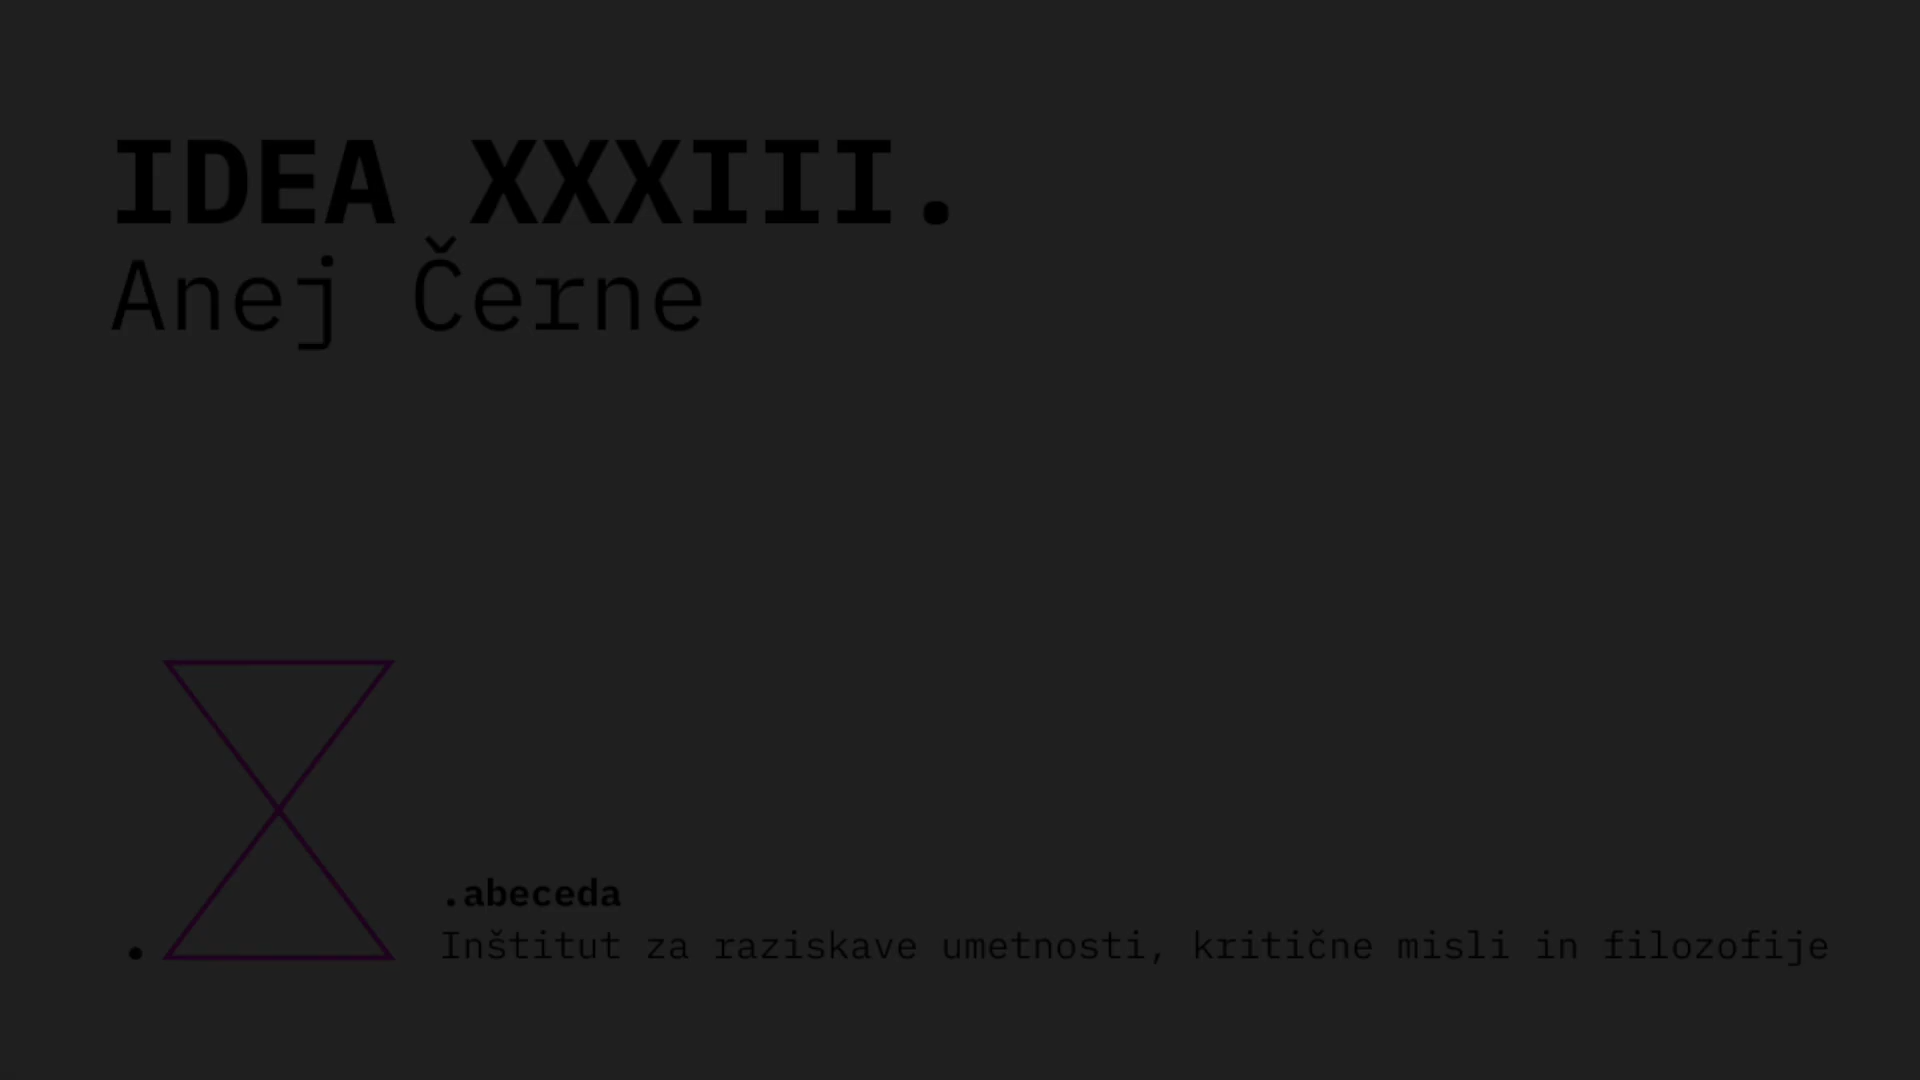 IDEA XXXIII.
Anej Černe
.abeceda
Inštitut za raziskave umetnosti, kritične misli in filozofije